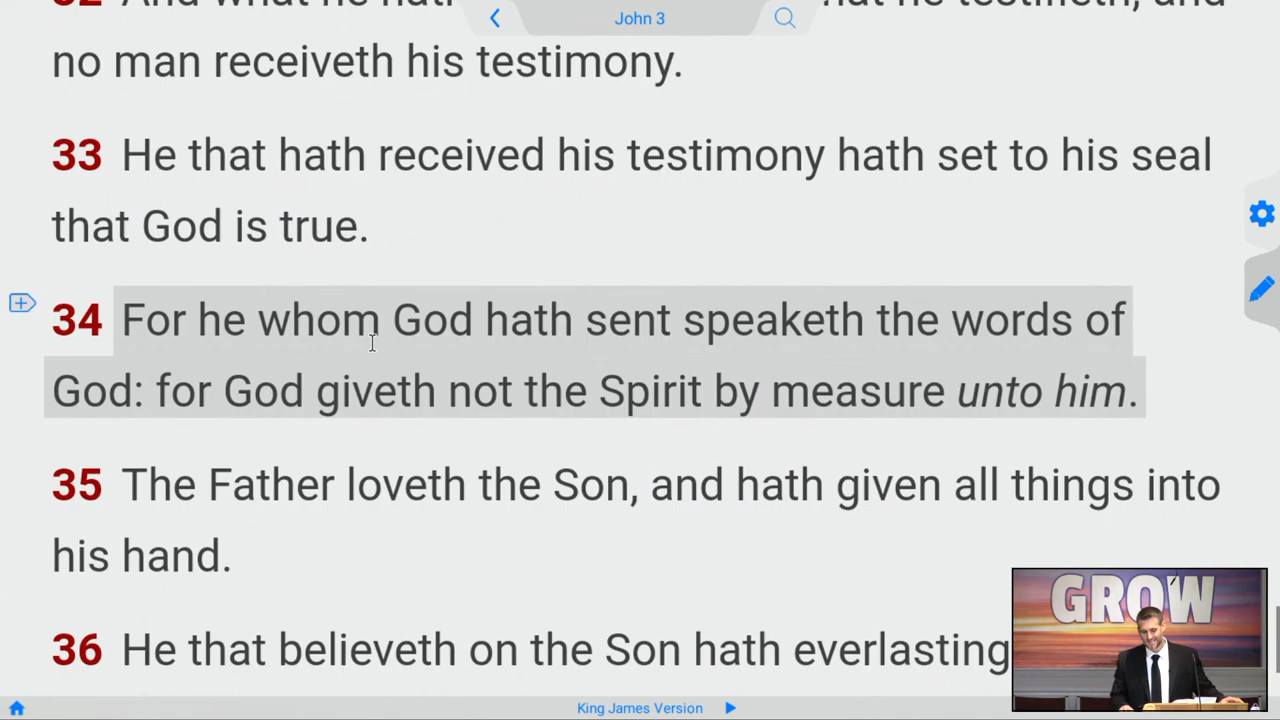 John 3
no man receiveth his testimony.
33 He that hath received his testimony hath set to his seal
that God is true.
34 For he whom God hath sent speaketh the words of
God: for God giveth not the Spirit by measure unto him.
35 The Father loveth the Son, and hath given all things into
his hand.
36 He that believeth on the Son hath everlasting
GROW
King James Version